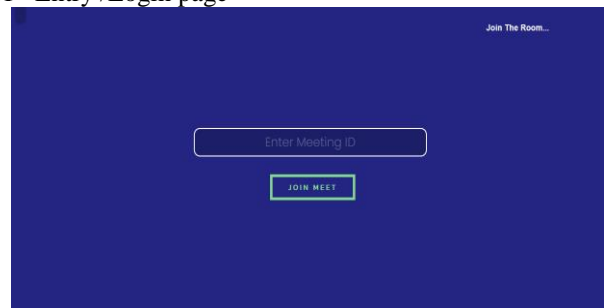 Entry /Login page
Join The Room...
Enter Meeting ID
JOIN MEET